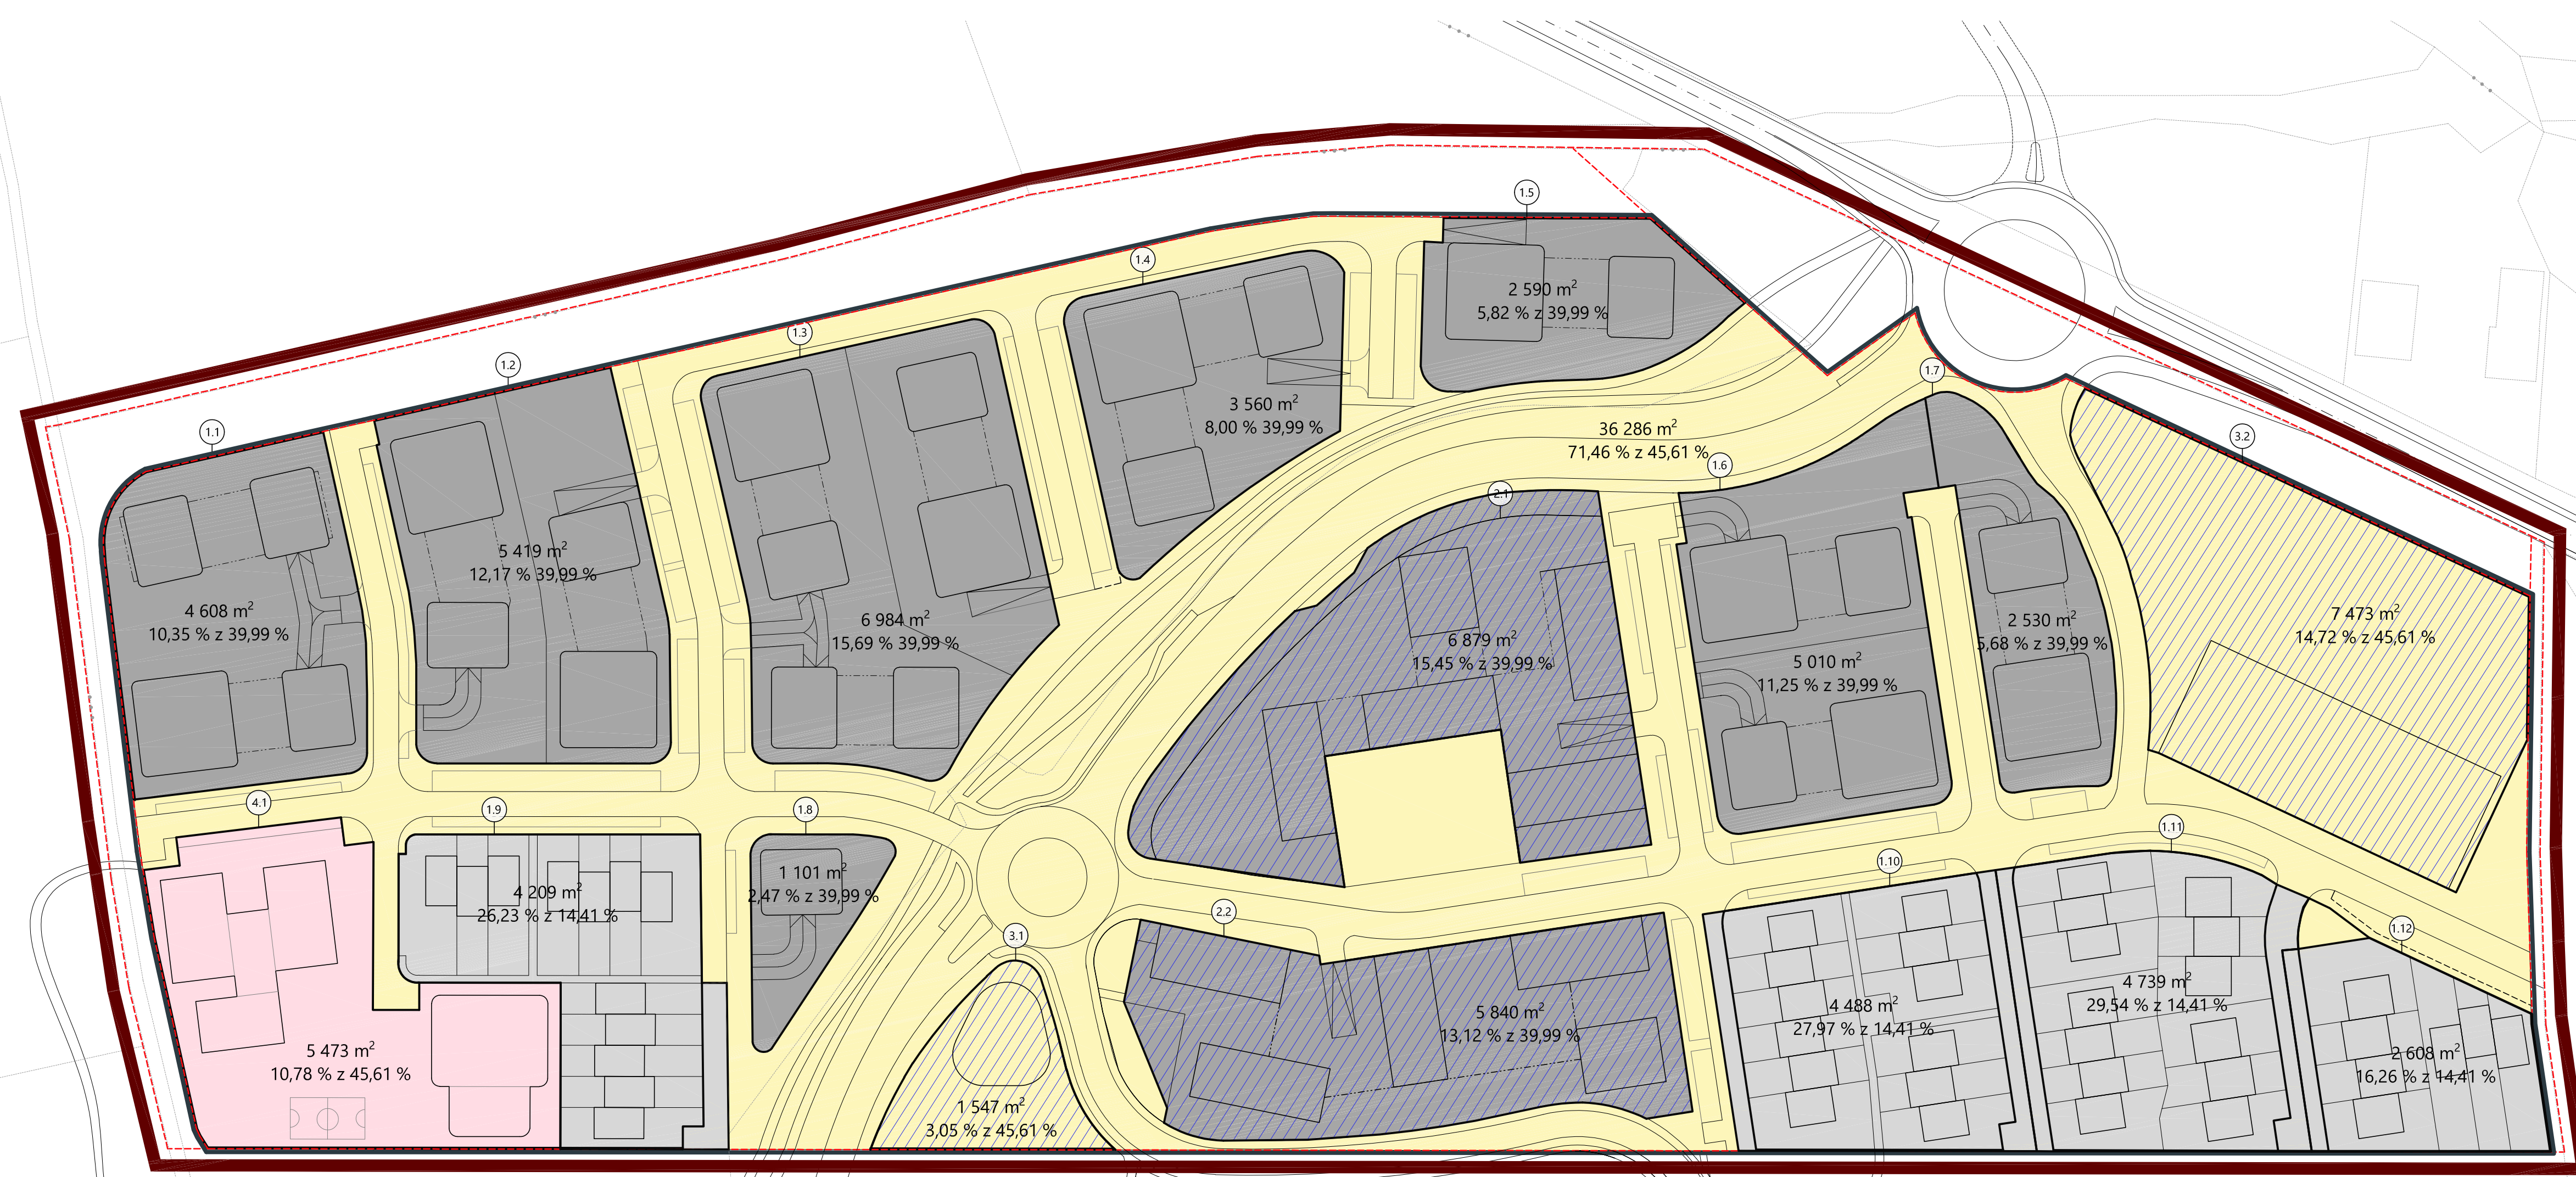 1.5
1.4
2 590 m²
5,82 % z 39,99 %
1.3
1.2
1.7
3 560 m²
8,00 % 39,99 %
1.1
36 286 m²
71,46 % z 45,61 %
3.2
1.6
2.1
5 419 m²
12,17 % 39,99 %
4 608 m²
10,35 % z 39,99 %
6 984 m²
15,69 % 39,99 %
6 879 m²
15,45 % z 39,99 %
2 530 m²
5,68 % z 39,99 %
7 473 m²
14,72 % z 45,61 %
5 010 m²
11,25 % z 39,99 %
4.1
1.9
1.8
1.11
1.10
1 101 m²
2,47 % z 39,99 %
4 209 m²
26,23 % z 14,41 %
2.2
3.1
1.12
4 739 m²
29,54 % z 14,41 %
4 488 m²
27,97 % z 14,41 %
5 840 m²
13,12 % z 39,99 %
5 473 m²
10,78 % z 45,61 %
2 608 m²
16,26 % z 14,41 %
1 547 m²
3,05 % z 45,61 %